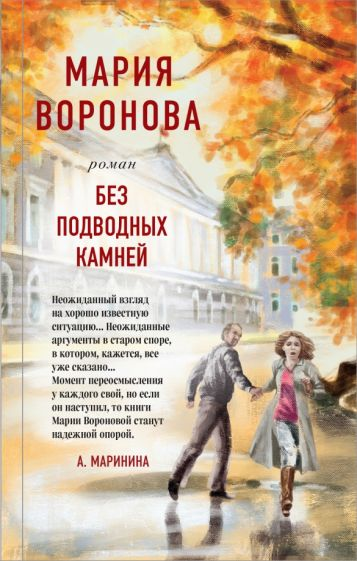 МАРИЯ
ВОРОНОВА
роман
БЕЗ
ПОДВОДНЫХ
КАМНЕЙ
Неожиданный взгляд
на хорошо известную
ситуацию... Неожиданные
аргументы в старом споре,
в котором, кажется, все
уже сказано...
Момент переосмысления
у каждого свой, но если
он наступил, то книги
Марии Вороновой станут
надежной опорой.
А. МАРИНИНА